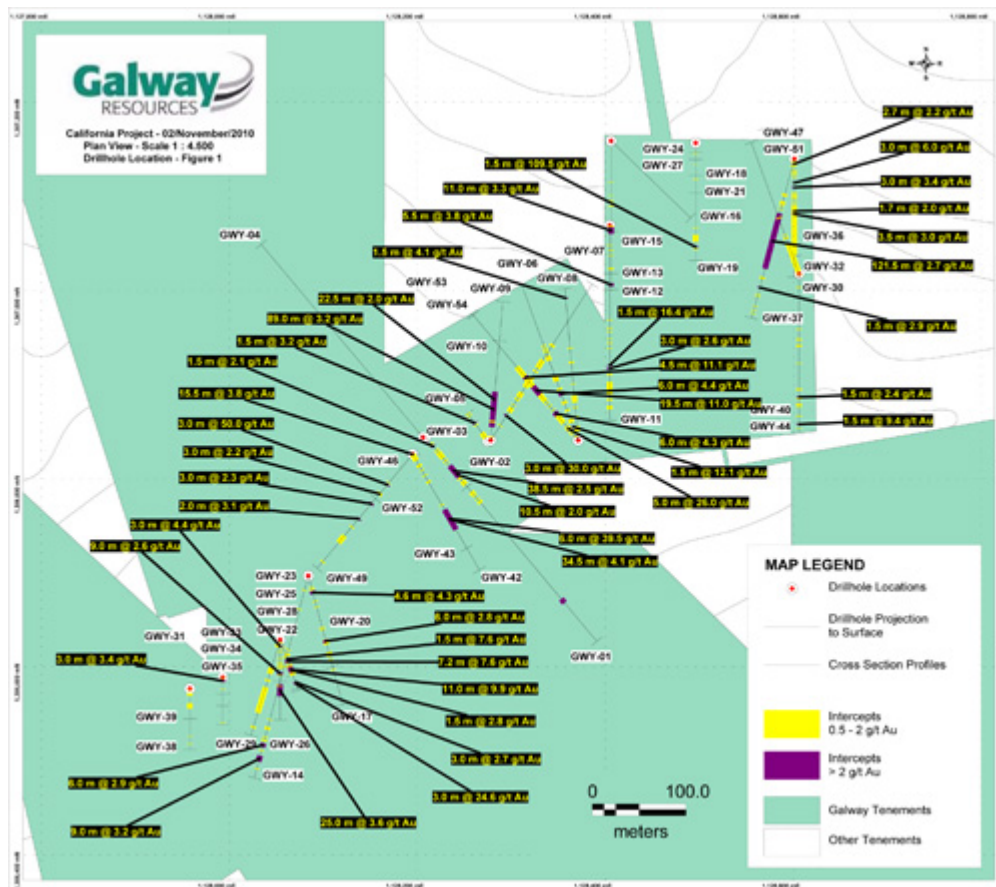 Galway
RESOURCES
California Project - 02/November/2010
Plan View - Scale 1 : 4.500
Drillhole Location - Figure 1
GWY-04
GWY-53
GWY-54
GWY-06
GWY-09
GWY-08
GWY-07
GWY-10
GWY-24
GWY-27
GWY-18
GWY-21
GWY-16
GWY-15
GWY-19
GWY-13
GWY-12
GWY-47
GWY-51
GWY-36
GWY-32
GWY-30
GWY-37
GWY-40
GWY-44
GWY-11
GWY-03
GWY-02
GWY-46
GWY-52
GWY-43
GWY-42
GWY-49
GWY-01
GWY-23
GWY-25
GWY-28
GWY-22
GWY-20
GWY-31
GWY-34
GWY-35
GWY-39
GWY-38
GWY-17
GWY-26
GWY-14
2.7 m @ 2.2 g/t Au
3.0 m @ 6.0 g/t Au
3.0 m @ 3.4 g/t Au
1.7 m @ 2.0 g/t Au
3.5 m @ 3.0 g/t Au
121.5 m @ 2.7 g/t Au
1.5 m @ 2.9 g/t Au
1.5 m @ 2.4 g/t Au
1.5 m @ 9.4 g/t Au
1.5 m @ 109.5 g/t Au
11.0 m @ 3.3 g/t Au
5.5 m @ 3.8 g/t Au
1.5 m @ 4.1 g/t Au
22.5 m @ 2.0 g/t Au
89.0 m @ 3.2 g/t Au
1.5 m @ 3.2 g/t Au
1.5 m @ 2.1 g/t Au
15.5 m @ 3.8 g/t Au
3.0 m @ 50.0 g/t Au
3.0 m @ 2.2 g/t Au
3.0 m @ 2.3 g/t Au
2.0 m @ 3.1 g/t Au
3.0 m @ 4.4 g/t Au
9.0 m @ 2.6 g/t Au
3.0 m @ 3.4 g/t Au
1.5 m @ 16.4 g/t Au
3.0 m @ 2.6 g/t Au
4.5 m @ 11.1 g/t Au
6.0 m @ 4.4 g/t Au
19.5 m @ 11.0 g/t Au
6.0 m @ 4.3 g/t Au
1.5 m @ 12.1 g/t Au
5.0 m @ 26.0 g/t Au
3.0 m @ 30.0 g/t Au
38.5 m @ 2.5 g/t Au
10.5 m @ 2.0 g/t Au
6.0 m @ 39.5 g/t Au
34.5 m @ 4.1 g/t Au
4.6 m @ 4.3 g/t Au
6.0 m @ 2.8 g/t Au
1.5 m @ 7.6 g/t Au
7.2 m @ 7.6 g/t Au
11.0 m @ 9.9 g/t Au
1.5 m @ 2.8 g/t Au
3.0 m @ 2.7 g/t Au
3.0 m @ 24.6 g/t Au
25.0 m @ 3.6 g/t Au
6.0 m @ 2.9 g/t Au
9.0 m @ 3.2 g/t Au
0 100.0
meters
MAP LEGEND
Drillhole Locations
Drillhole Projection
to Surface
Cross Section Profiles
Intercepts
0.5 - 2 g/t Au
Intercepts
> 2 g/t Au
Galway Tenements
Other Tenements